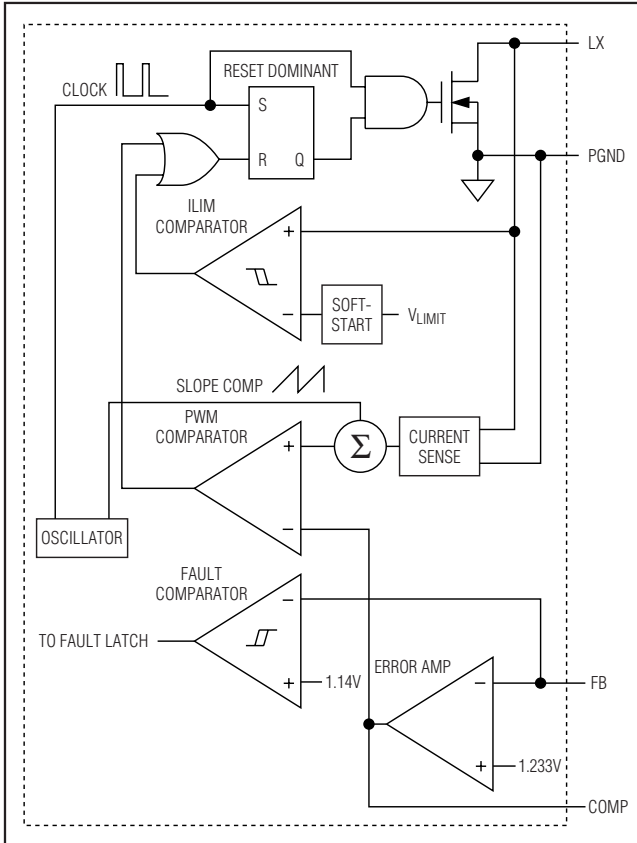 LX
CLOCK
RESET DOMINANT
S
R
Q
PGND
ILIM
COMPARATOR
+
−
SOFT-
START
VLIMIT
SLOPE COMP
PWM
COMPARATOR
+
−
Σ
CURRENT
SENSE
OSCILLATOR
FAULT
COMPARATOR
−
+
TO FAULT LATCH
1.14V
ERROR AMP
−
+
FB
1.233V
COMP